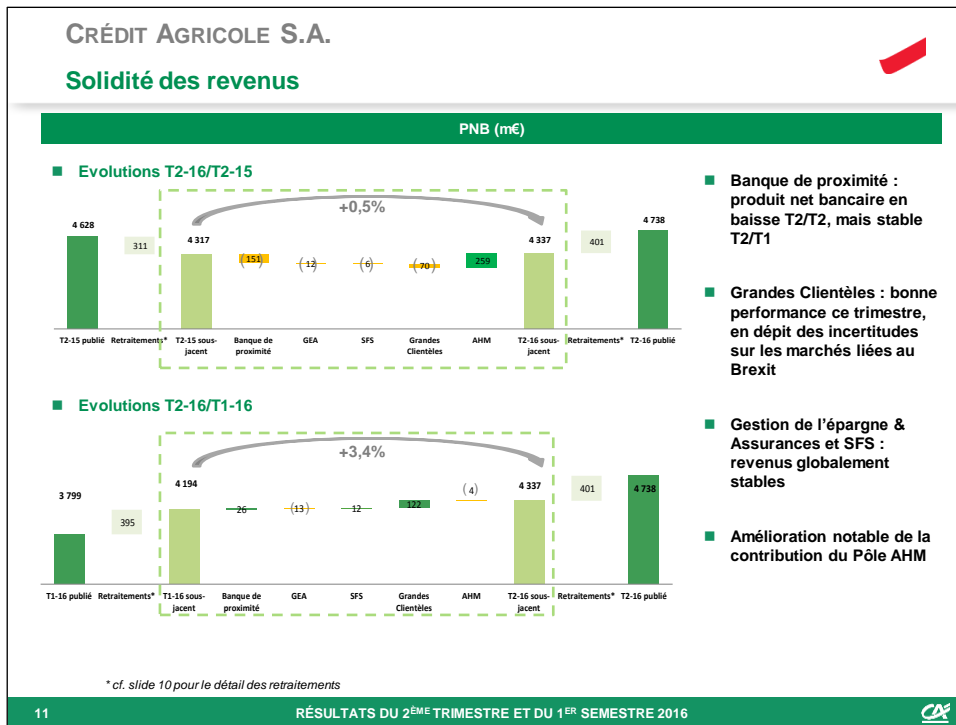 CRÉDIT AGRICOLE S.A.
Solidité des revenus
PNB (m€)
■ Evolutions T2-16/T2-15
+0,5%
4 628
311
4 317
(151)
(12)
(6)
(70)
259
4 337
401
4 738
T2-15 publié Retraitements* T2-15 sous-jacent Banque de proximité GEA SFS Grandes Clientèles AHM T2-16 sous-jacent Retraitements* T2-16 publié
■ Evolutions T2-16/T1-16
+3,4%
3 799
395
4 194
26
(13)
12
122
(4)
4 337
401
4 738
T1-16 publié Retraitements* T1-16 sous-jacent Banque de proximité GEA SFS Grandes Clientèles AHM T2-16 sous-jacent Retraitements* T2-16 publié
■ Banque de proximité :
produit net bancaire en
baisse T2/T2, mais stable
T2/T1
■ Grandes Clientèles : bonne
performance ce trimestre,
en dépit des incertitudes
sur les marchés liées au
Brexit
■ Gestion de l'épargne &
Assurances et SFS :
revenus globalement
stables
■ Amélioration notable de la
contribution du Pôle AHM
* cf. slide 10 pour le détail des retraitements
11 RÉSULTATS DU 2ÈME TRIMESTRE ET DU 1ER SEMESTRE 2016
CA